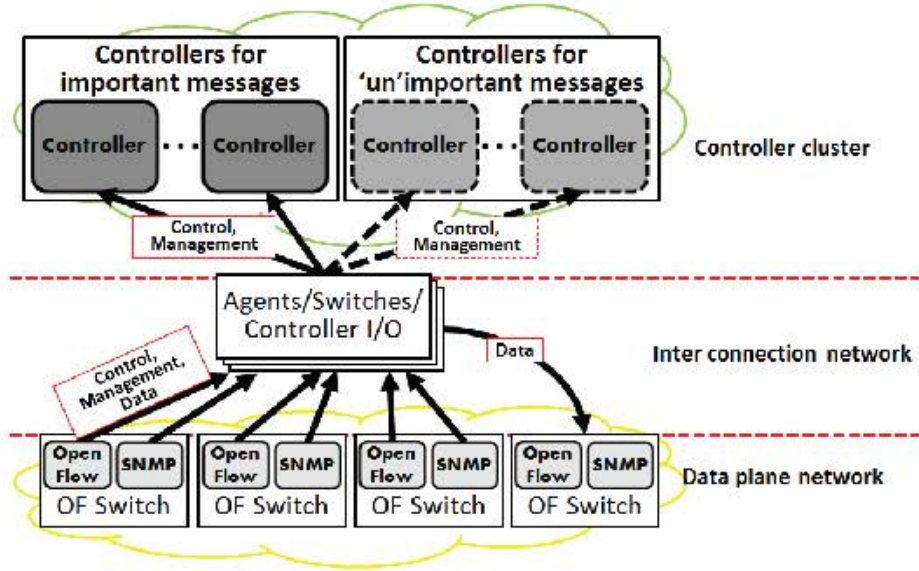 Controllers for
important messages
Controllers for
'un'important messages
Controller
...
Controller
Controller
...
Controller
Controller cluster
Control,
Management
Control,
Management
Agents/Switches/
Controller I/O
Inter connection network
Data
Control,
Management,
Data
Open
Flow
SNMP
OF Switch
Open
Flow
SNMP
OF Switch
Open
Flow
SNMP
OF Switch
Open
Flow
SNMP
OF Switch
Data plane network